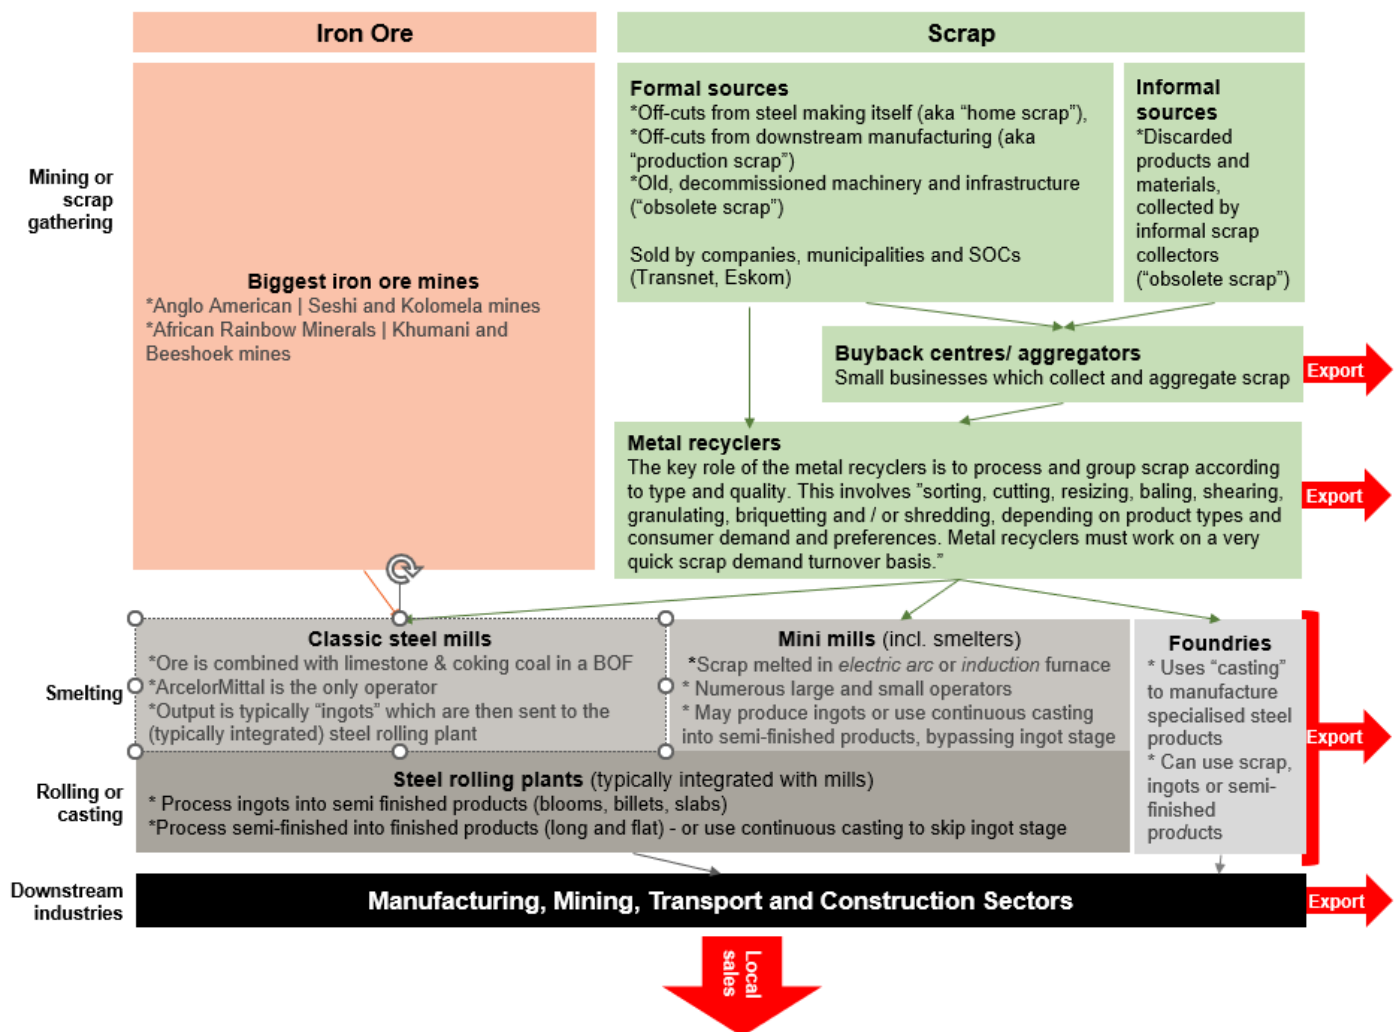 Iron Ore
Scrap
Mining or
scrap
gathering
Biggest iron ore mines
*Anglo American | Seshi and Kolomela mines
*African Rainbow Minerals | Khumani and
Beeshoek mines
Formal sources
*Off-cuts from steel making itself (aka “home scrap”),
*Off-cuts from downstream manufacturing (aka
“production scrap”)
*Old, decommissoned machinery and infrastructure
(“obsolete scrap”)
Sold by companies, municipalities and SOCs
(Transnet, Eskom)
Informal
sources
*Discarded
products and
materials,
collected by
informal scrap
collectors
(“obsolete scrap”)
Buyback centres/ aggregators
Small businesses which collect and aggregate scrap
Export
Metal recyclers
The key role of the metal recyclers is to process and group scrap according
to type and quality. This involves ”sorting, cutting, resizing, baling, shearing,
granulating, briquetting and / or shredding, depending on product types and
consumer demand and preferences. Metal recyclers must work on a very
quick scrap demand turnover basis.”
Export
Smelting
Classic steel mills
*Ore is combined with limestone & coking coal in a BOF
*ArcelorMittal is the only operator
*Output is typically “ingots” which are then sent to the
(typically integrated) steel rolling plant
Mini mills (incl. smelters)
*Scrap melted in electric arc or induction furnace
* Numerous large and small operators
* May produce ingots or use continuous casting
into semi-finished products, bypassing ingot stage
Foundries
* Uses “casting”
to manufacture
specialised steel
products
* Can use scrap,
ingots or semi-
finished
products
Export
Rolling or
casting
Steel rolling plants (typically integrated with mills)
* Process ingots into semi finished products (blooms, billets, slabs)
*Process semi-finished into finished products (long and flat) - or use continuous casting to skip ingot stage
Downstream
industries
Manufacturing, Mining, Transport and Construction Sectors
Export
Local
sales